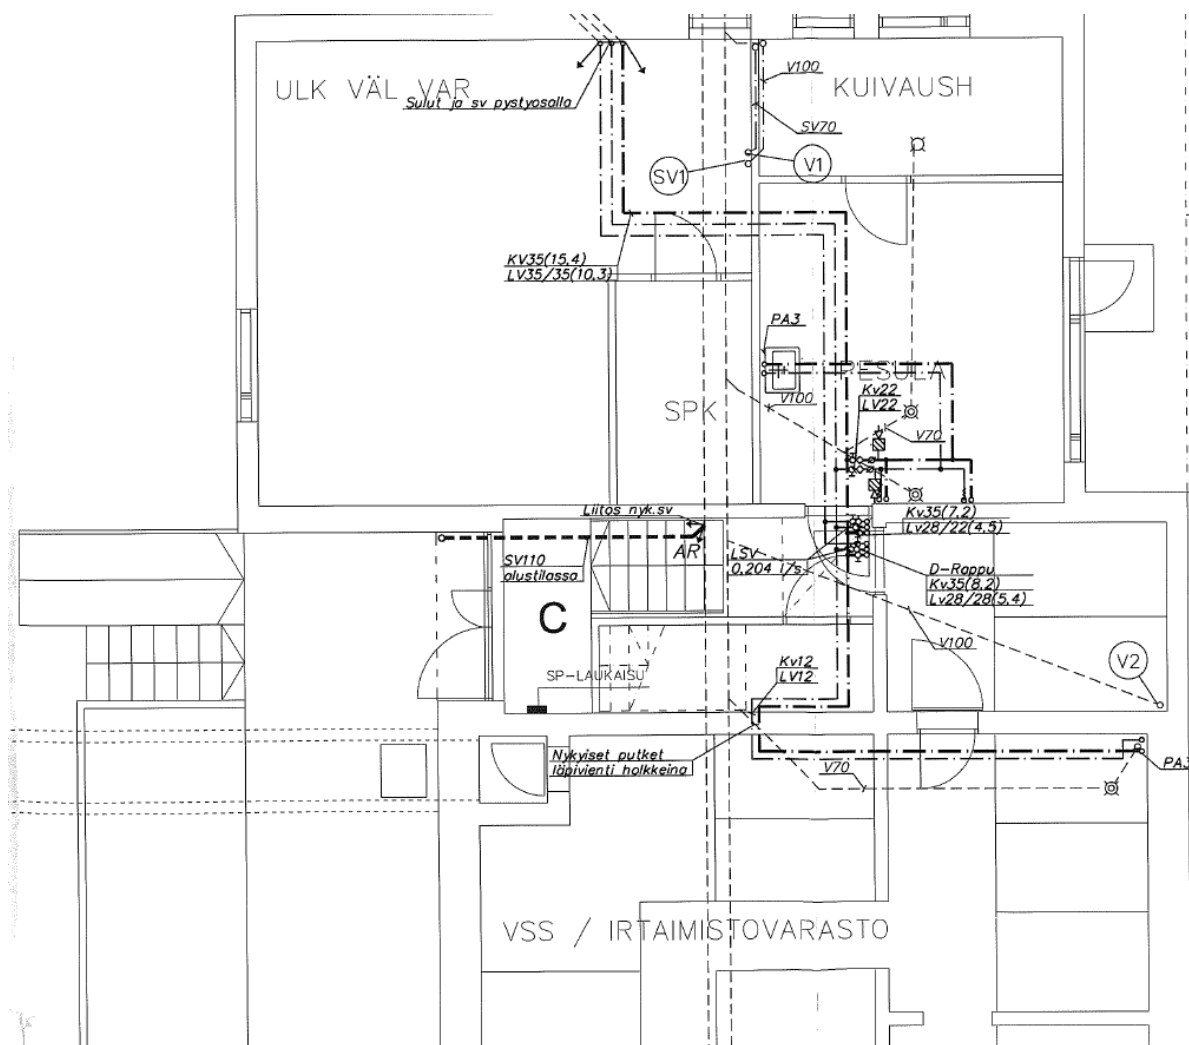 ULK VÄL VAR
Sulut ja sv pystyosalla
V100
KUIVAUSH
SV70
SV1
V1
KV35(15,4)
LV35/35(10,3)
PA3
PESULA
V100
Kv22
LV22
SPK
V70
Liitos nyk.sv
Kv35(7,2)
Lv28/22(4,5)
AR
SV110
alustilassa
LSV
0,204 l/s
D-Rappu
Kv35(8,2)
Lv28/28(5,4)
C
V100
V2
Kv12
LV12
SP-LAUKAISU
Nykyiset putket
läpivienti holkkeina
V70
PA3
VSS / IRTAIMISTOVARASTO